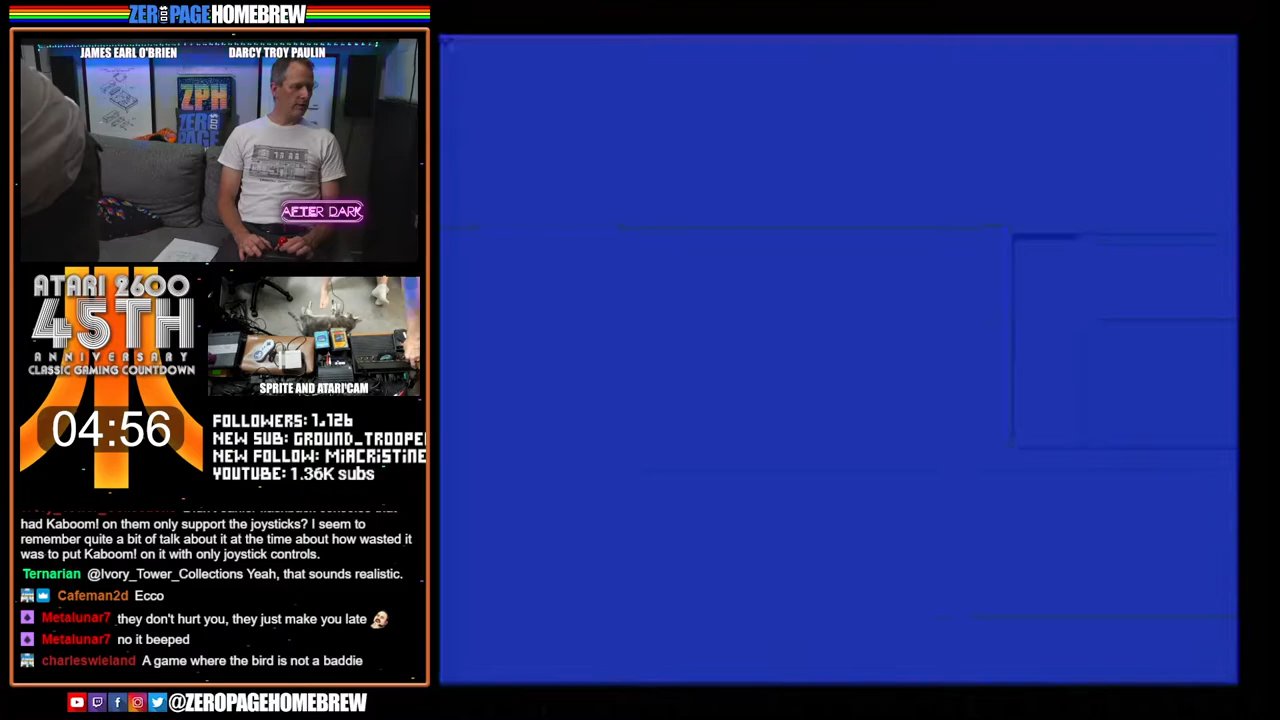 ZEROPAGEHOMEBREW
JAMES EARL O'BRIEN
DARCY TROY PAULIN
ZPH
ZERO
PAGE
AFTER DARK
ATARI 2600
45TH
ANNIVERSARY
CLASSIC GAMING COUNTDOWN
04:56
SPRITE AND ATARI CAM
FOLLOWERS: 1.12b
NEW SUB: GROUND_TROOPE
NEW FOLLOW: MIACRISTINE
YOUTUBE: 1.36K subs
had Kaboom! on them only support the joysticks? I seem to
remember quite a bit of talk about it at the time about how wasted it
was to put Kaboom! on it with only joystick controls.
Ternarian @Ivory_Tower_Collections Yeah, that sounds realistic.
Cafeman2d Ecco
Metalunar7 they don't hurt you, they just make you late
Metalunar7 no it beeped
charleswieland A game where the bird is not a baddie
@ZEROPAGEHOMEBREW